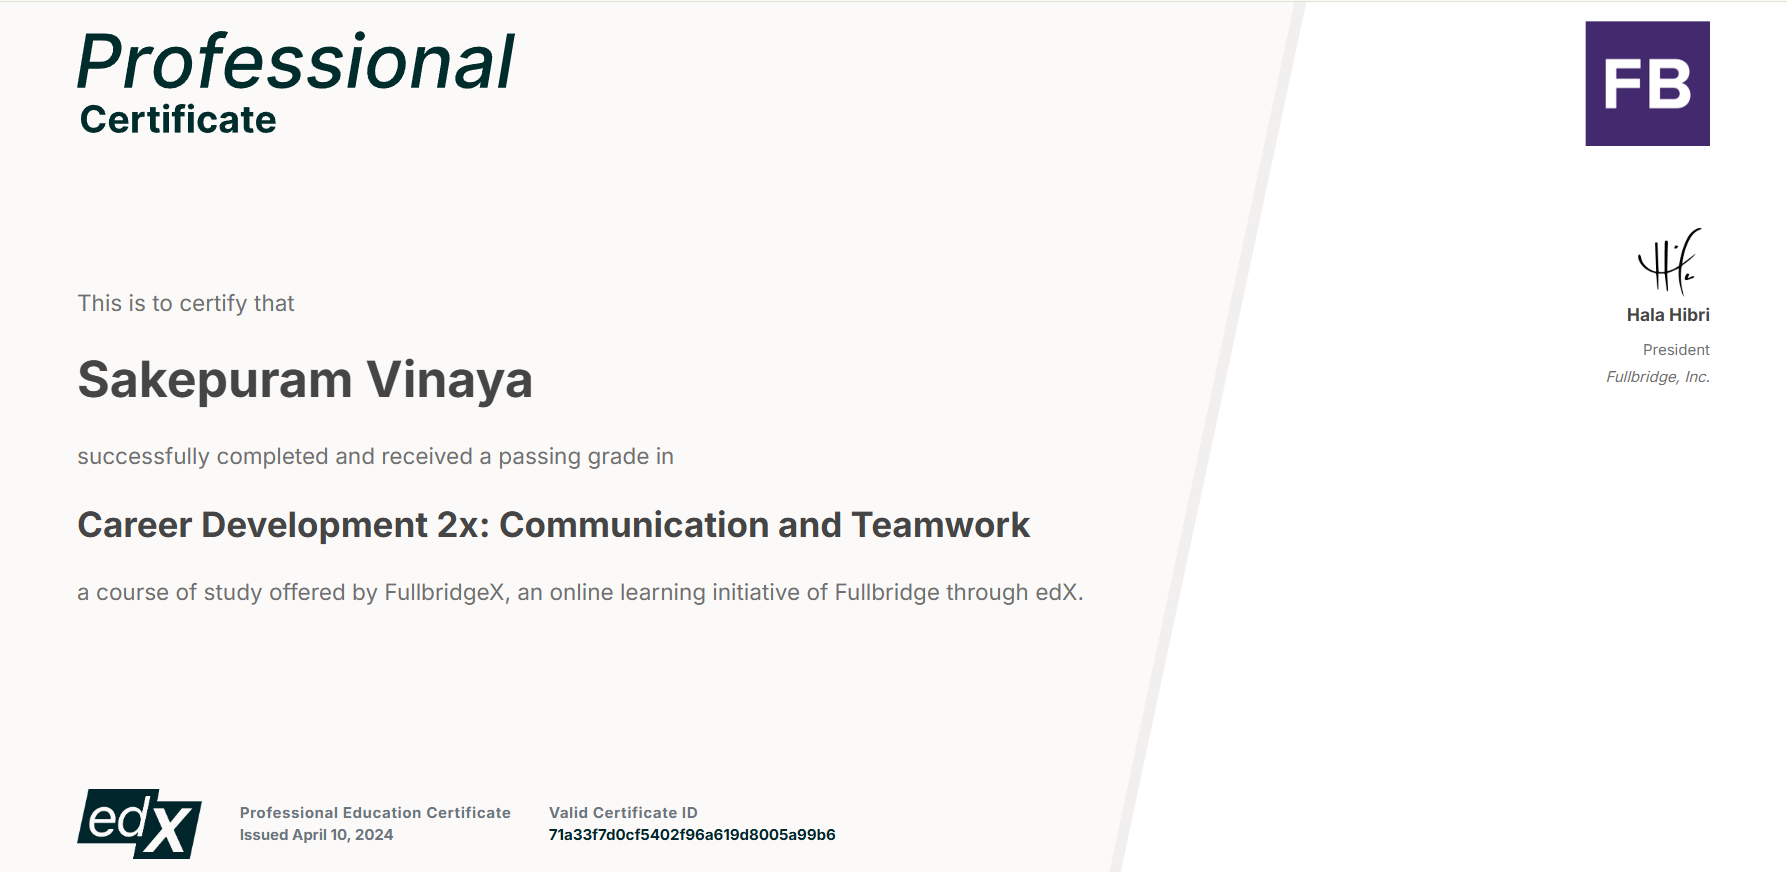 Professional
Certificate
FB
This is to certify that
Sakepuram Vinaya
successfully completed and received a passing grade in
Career Development 2x: Communication and Teamwork
a course of study offered by FullbridgeX, an online learning initiative of Fullbridge through edX.
Hala Hibri
President
Fullbridge, Inc.
edX
Professional Education Certificate
Issued April 10, 2024
Valid Certificate ID
71a33f7d0cf5402f96a619d8005a99b6